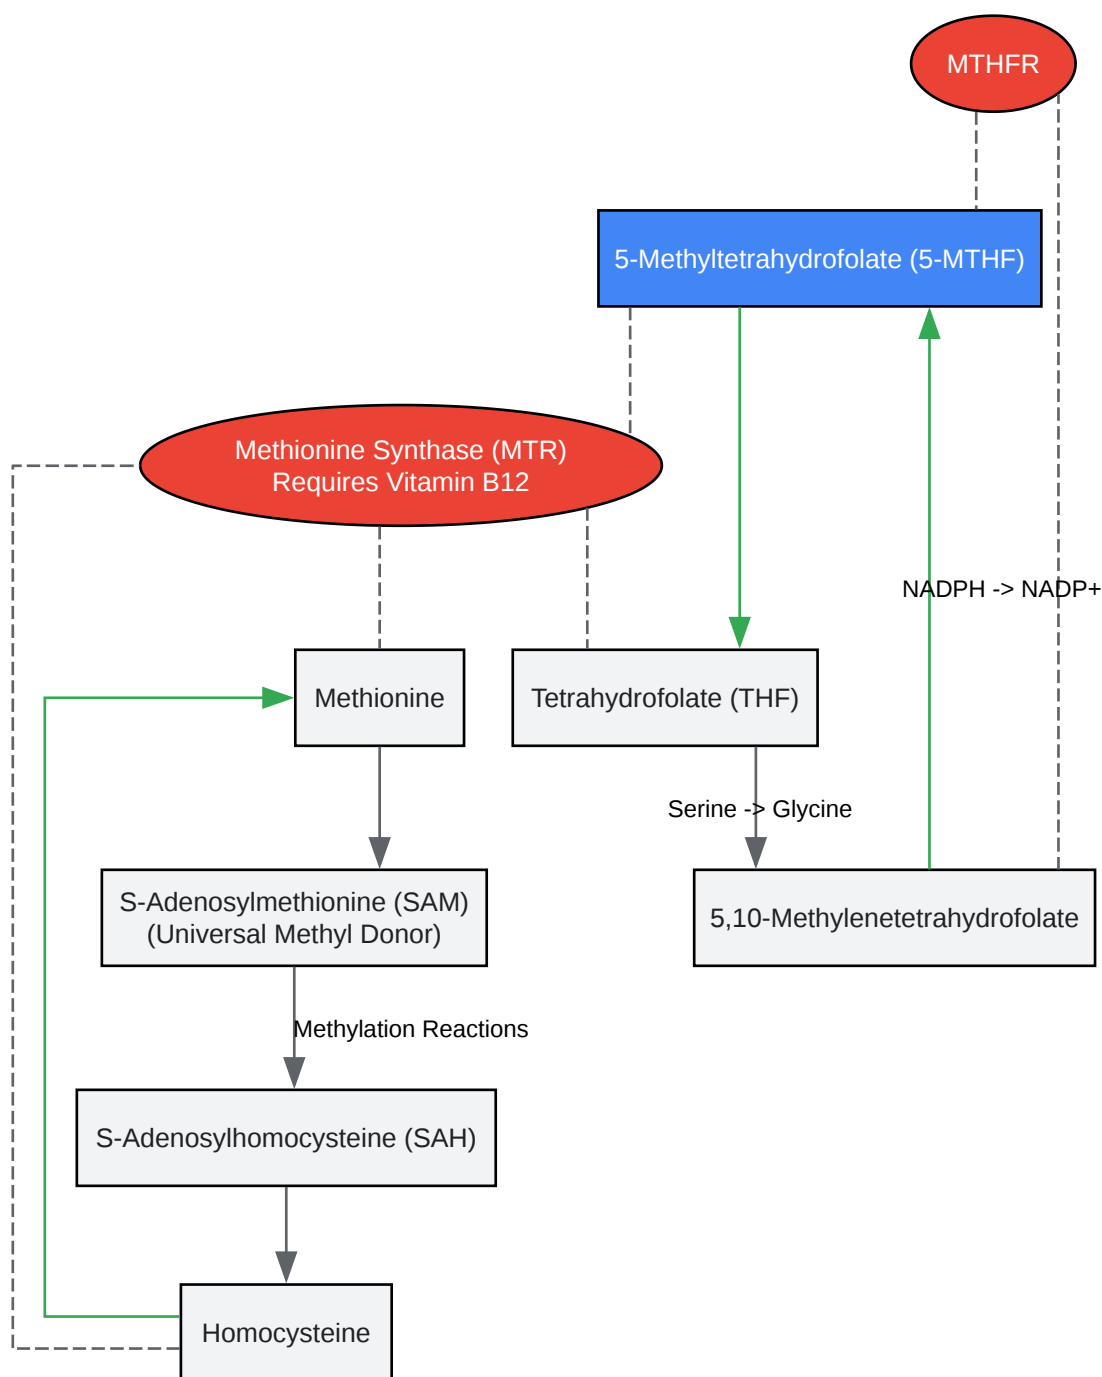 MTHFR
5-Methyltetrahydrofolate (5-MTHF)
Methionine Synthase (MTR)
Requires Vitamin B12
NADPH -> NADP+
Methionine
Tetrahydrofolate (THF)
Serine -> Glycine
S-Adenosylmethionine (SAM)
(Universal Methyl Donor)
5,10-Methylenetetrahydrofolate
Methylation Reactions
S-Adenosylhomocysteine (SAH)
Homocysteine